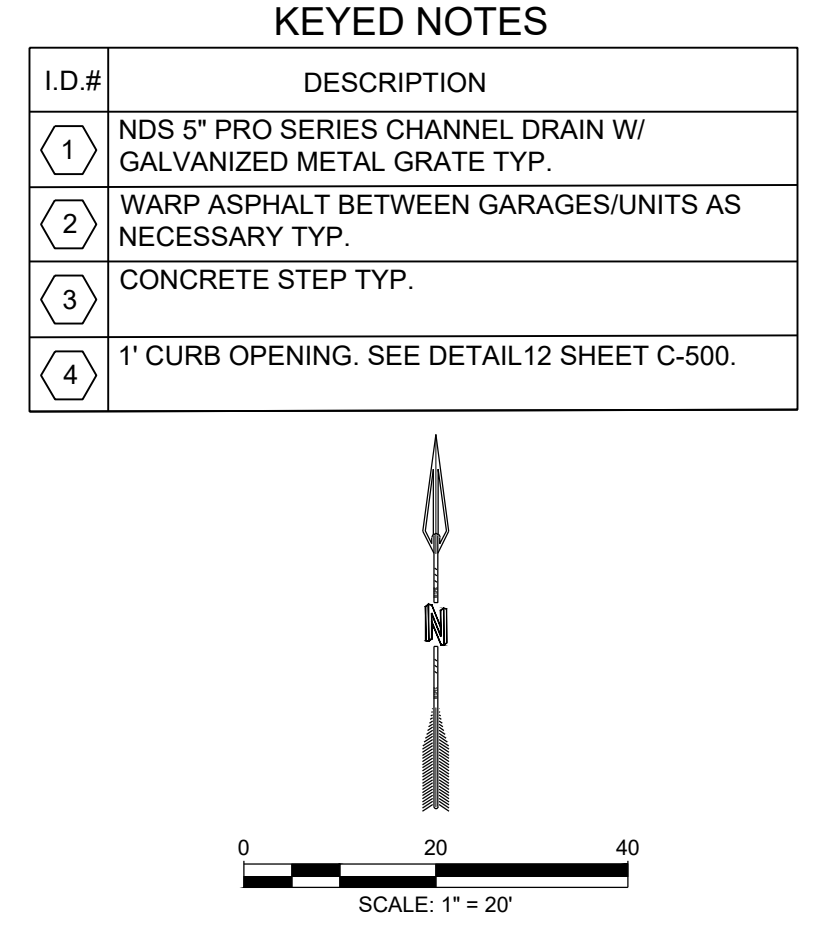 KEYED NOTES
I.D.# DESCRIPTION
1 NDS 5" PRO SERIES CHANNEL DRAIN W/
GALVANIZED METAL GRATE TYP.
2 WARP ASPHALT BETWEEN GARAGES/UNITS AS
NECESSARY TYP.
3 CONCRETE STEP TYP.
4 1' CURB OPENING. SEE DETAIL12 SHEET C-500.
N
0 20 40
SCALE: 1" = 20'